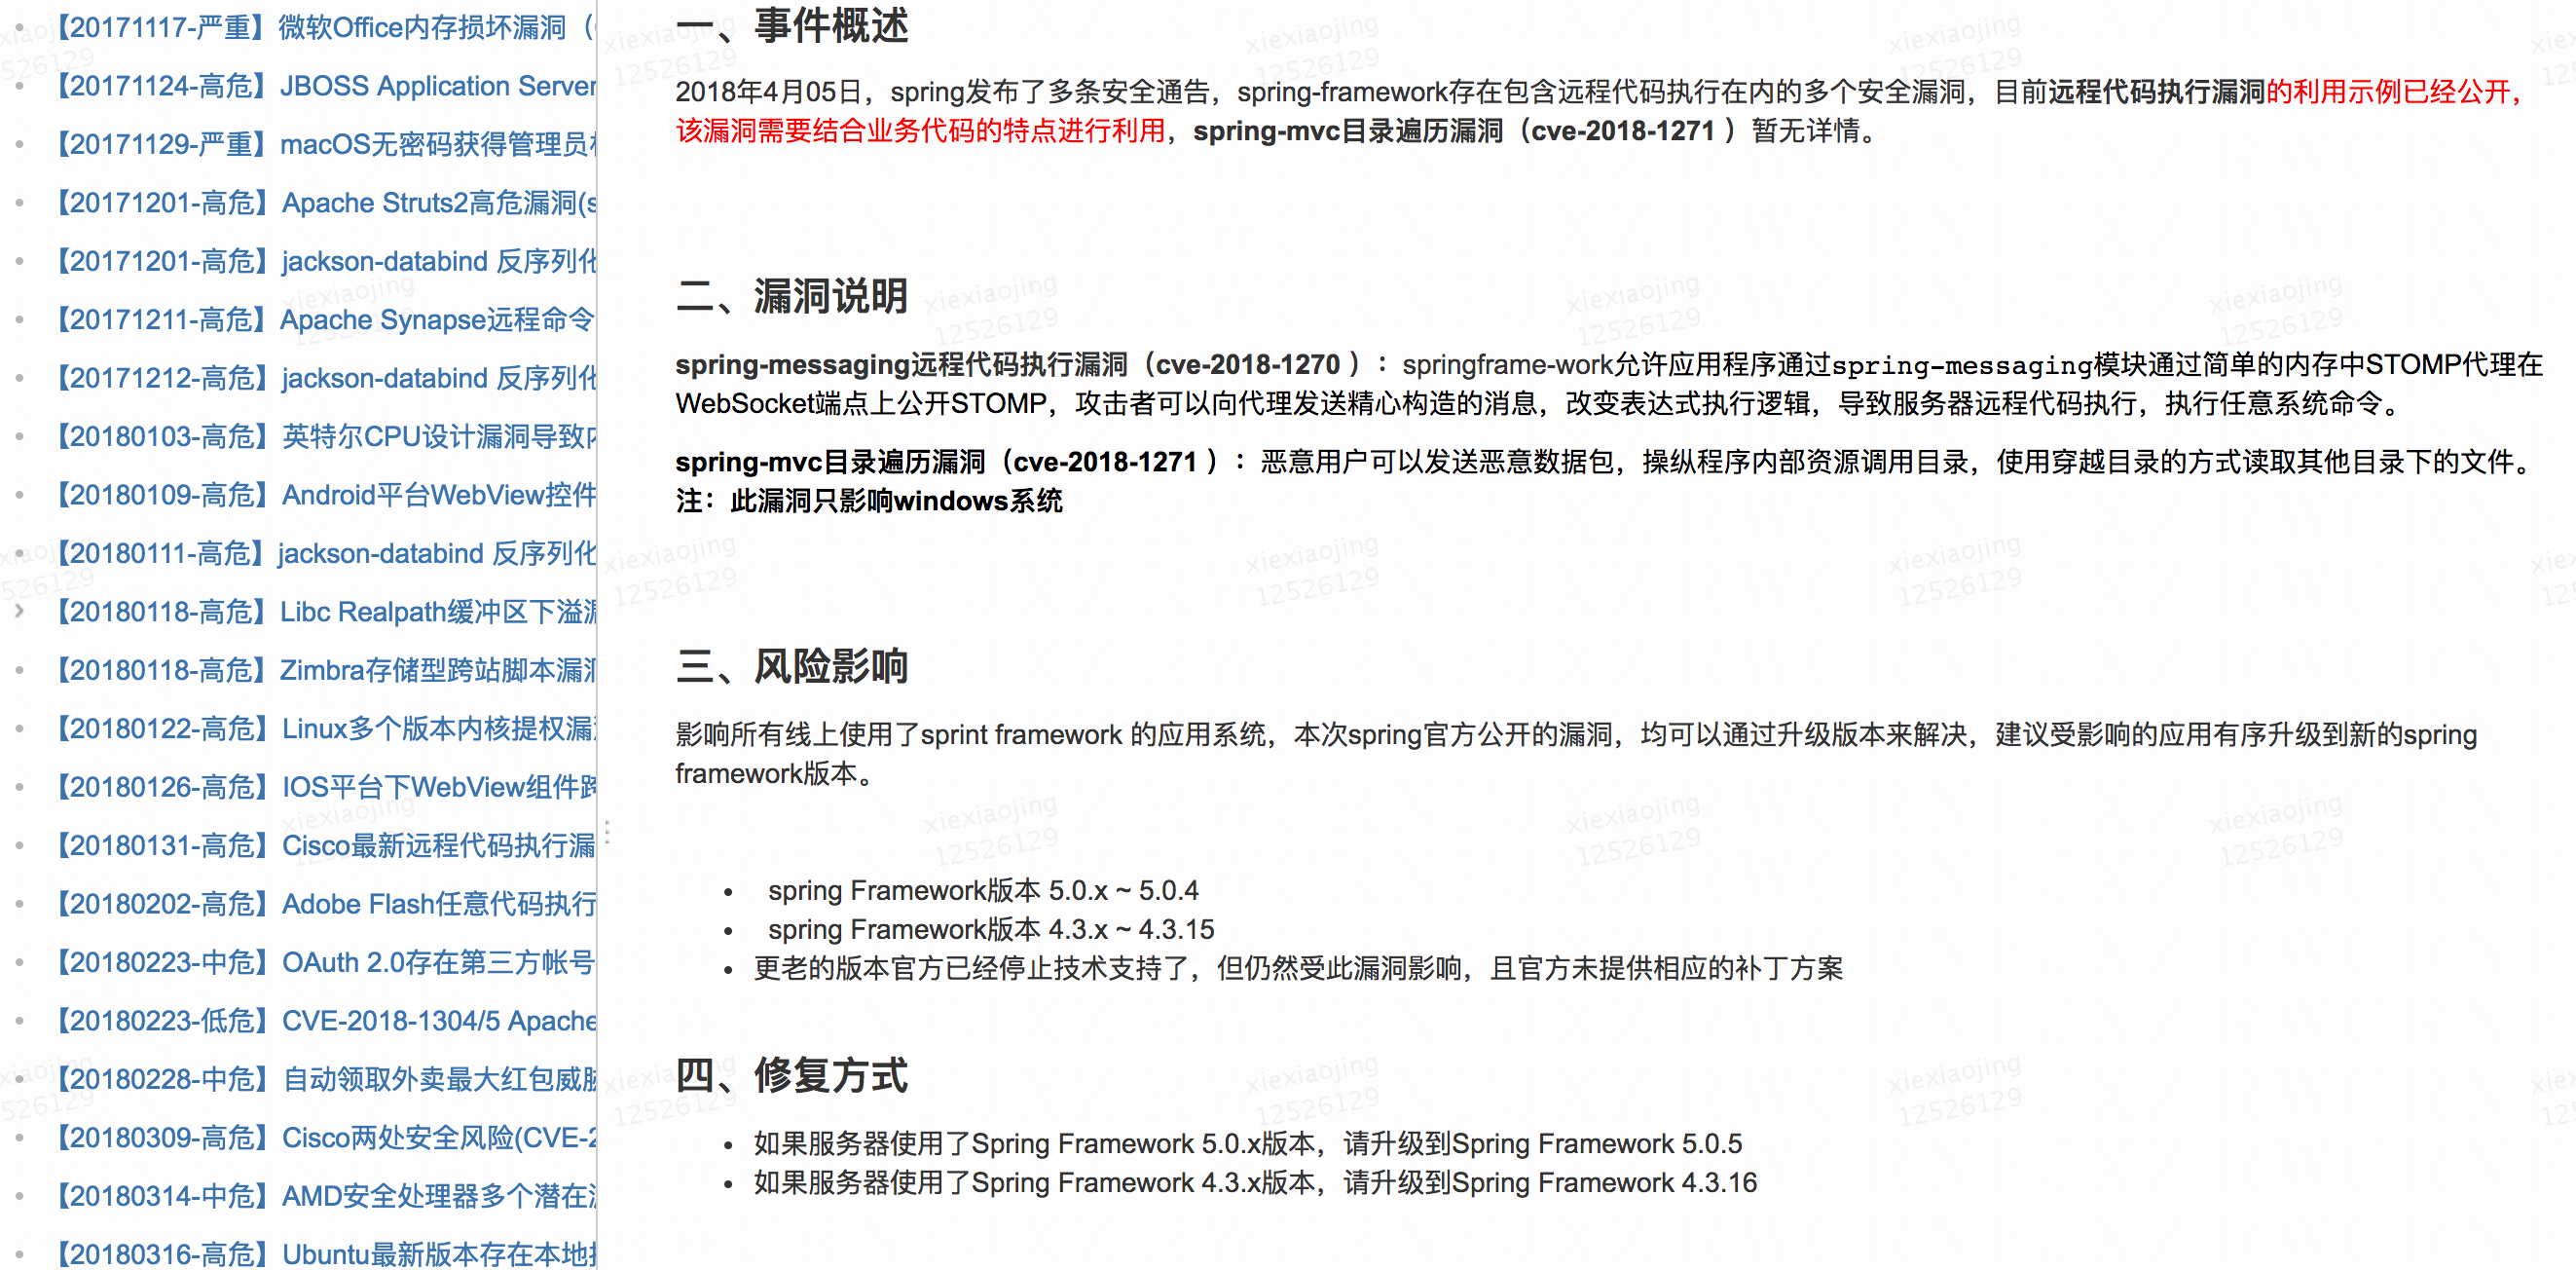 【20171117-严重】微软Office内存损坏漏洞（
【20171124-高危】JBOSS Application Server
【20171129-严重】macOS无密码获得管理员
【20171201-高危】Apache Struts2高危漏洞(s
【20171201-高危】jackson-databind 反序列化
【20171211-高危】Apache Synapse远程命令
【20171212-高危】jackson-databind 反序列化
【20180103-高危】英特尔CPU设计漏洞导致内
【20180109-高危】Android平台WebView控件
【20180111-高危】jackson-databind 反序列化
【20180118-高危】Libc Realpath缓冲区下溢漏
【20180118-高危】Zimbra存储型跨站脚本漏洞
【20180122-高危】Linux多个版本内核提权漏
【20180126-高危】IOS平台下WebView组件跨
【20180131-高危】Cisco最新远程代码执行漏
【20180202-高危】Adobe Flash任意代码执行
【20180223-中危】OAuth 2.0存在第三方帐号
【20180223-低危】CVE-2018-1304/5 Apache
【20180228-中危】自动领取外卖最大红包威胁
【20180309-高危】Cisco两处安全风险(CVE-2
【20180314-中危】AMD安全处理器多个潜在
【20180316-高危】Ubuntu最新版本存在本地
一、事件概述
2018年4月05日，spring发布了多条安全通告，spring-framework存在包含远程代码执行在内的多个安全漏洞，目前远程代码执行漏洞的利用示例已经公开，
该漏洞需要结合业务代码的特点进行利用，spring-mvc目录遍历漏洞（cve-2018-1271 ）暂无详情。
二、漏洞说明
spring-messaging远程代码执行漏洞（cve-2018-1270 ）：springframe-work允许应用程序通过spring-messaging模块通过简单的内存中STOMP代理在
WebSocket端点上公开STOMP，攻击者可以向代理发送精心构造的消息，改变表达式执行逻辑，导致服务器远程代码执行，执行任意系统命令。
spring-mvc目录遍历漏洞（cve-2018-1271 ）：恶意用户可以发送恶意数据包，操纵程序内部资源调用目录，使用穿越目录的方式读取其他目录下的文件。
注：此漏洞只影响windows系统
三、风险影响
影响所有线上使用了sprint framework 的应用系统，本次spring官方公开的漏洞，均可以通过升级版本来解决，建议受影响的应用有序升级到新的spring
framework版本。
• spring Framework版本 5.0.x ~ 5.0.4
• spring Framework版本 4.3.x ~ 4.3.15
• 更老的版本官方已经停止技术支持了，但仍然受此漏洞影响，且官方未提供相应的补丁方案
四、修复方式
• 如果服务器使用了Spring Framework 5.0.x版本，请升级到Spring Framework 5.0.5
• 如果服务器使用了Spring Framework 4.3.x版本，请升级到Spring Framework 4.3.16
xiexiaojing
12526129